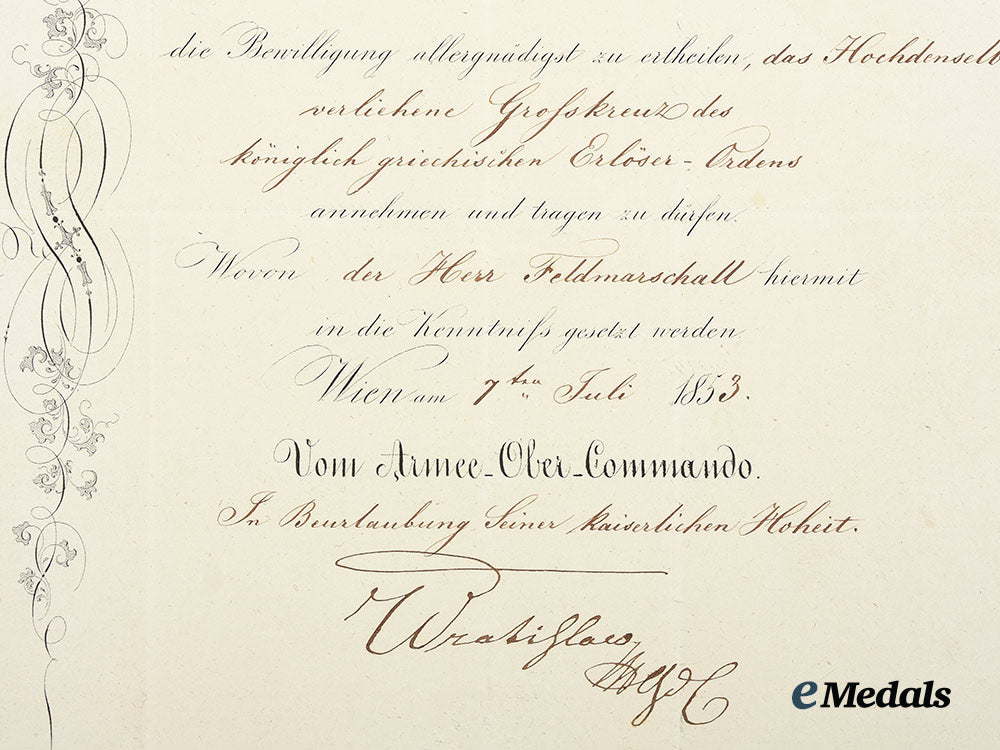 die Bewilligung allergnädigst zu ertheilen, das Hochdenselb
verliehene Großkreuz des
königlich griechischen Erlöser-Ordens
annehmen und tragen zu dürfen.
Wovon der Herr Feldmarschall hiermit
in die Kenntniß gesetzt werden.
Wien am 7ten Juli 1853.
Vom Armee-Ober-Commando.
In Beurlaubung Seiner kaiserlichen Hoheit.
Wratislaw
eMedals